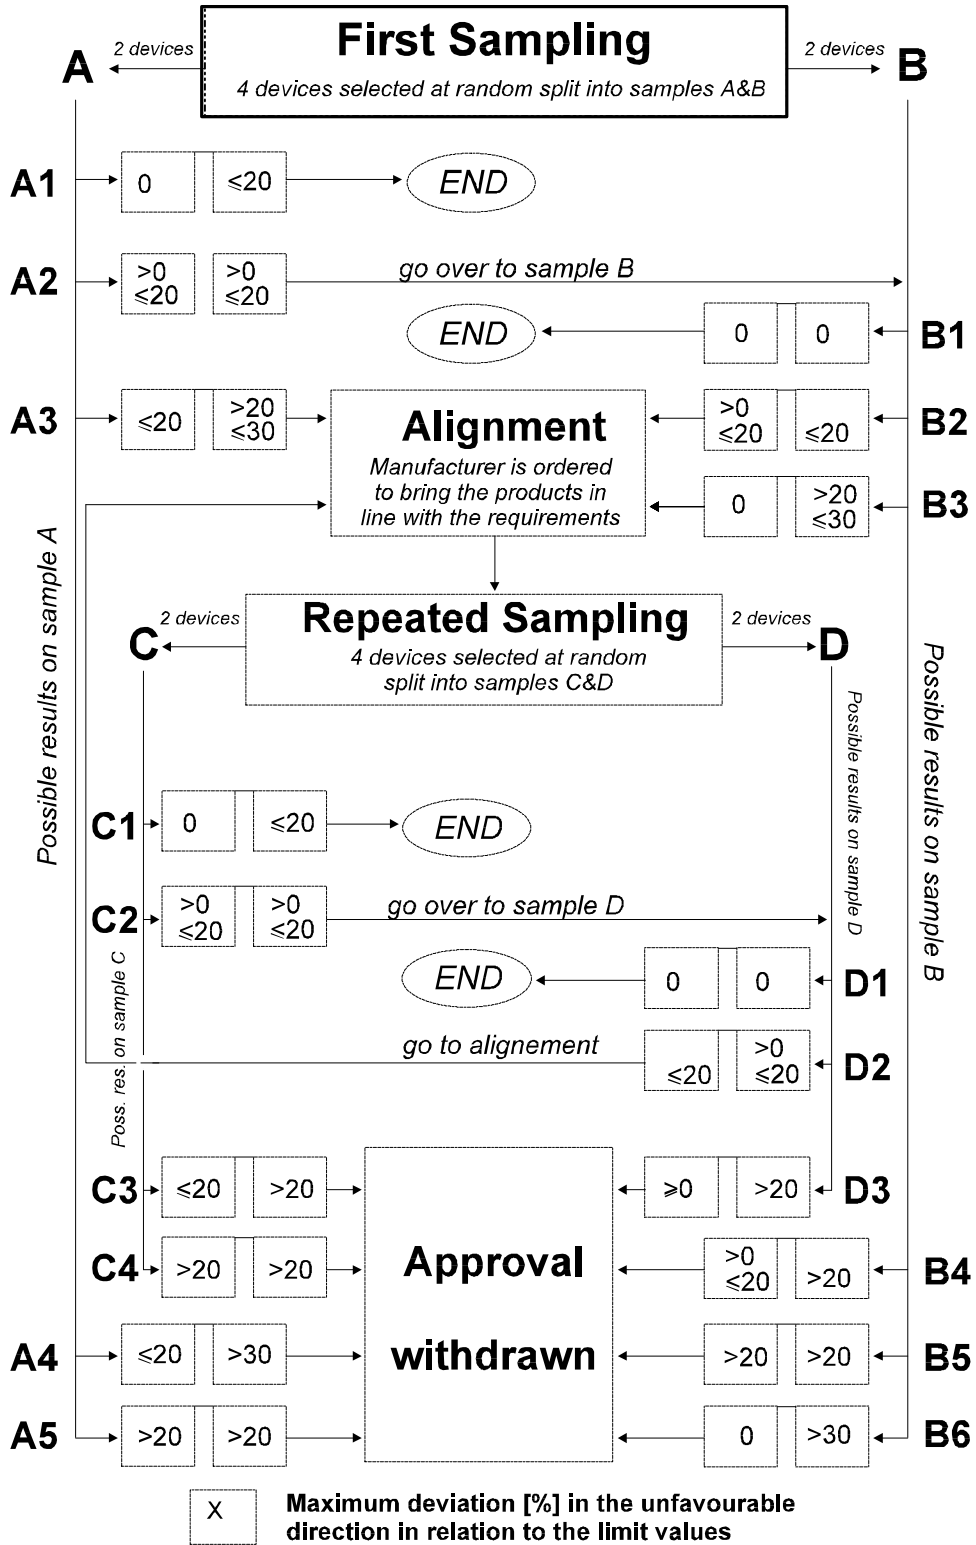 First Sampling
4 devices selected at random split into samples A&B
A
2 devices
2 devices
B
A1
0
≤20
END
A2
>0
≤20
>0
≤20
go over to sample B
END
0
0
B1
A3
≤20
>20
≤30
Alignment
Manufacturer is ordered
to bring the products in
line with the requirements
>0
≤20
≤20
B2
0
>20
≤30
B3
Possible results on sample A
Possible results on sample B
Repeated Sampling
4 devices selected at random
split into samples C&D
C
2 devices
2 devices
D
Possible results on sample D
C1
0
≤20
END
C2
>0
≤20
>0
≤20
go over to sample D
Poss. res. on sample C
END
0
0
D1
go to alignement
≤20
>0
≤20
D2
C3
≤20
>20
≥0
>20
D3
C4
>20
>20
Approval
withdrawn
>0
≤20
>20
B4
A4
≤20
>30
>20
>20
B5
A5
>20
>20
0
>30
B6
X
Maximum deviation [%] in the unfavourable
direction in relation to the limit values